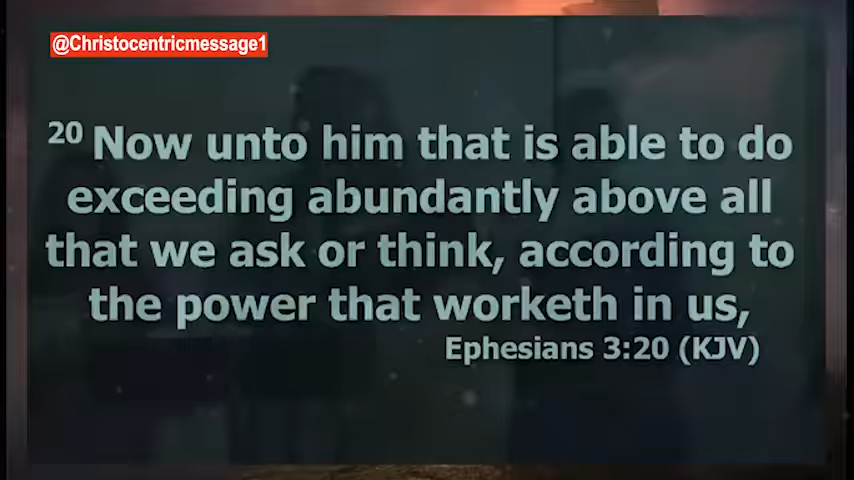 @Christocentricmessage1
20 Now unto him that is able to do
exceeding abundantly above all
that we ask or think, according to
the power that worketh in us,
Ephesians 3:20 (KJV)